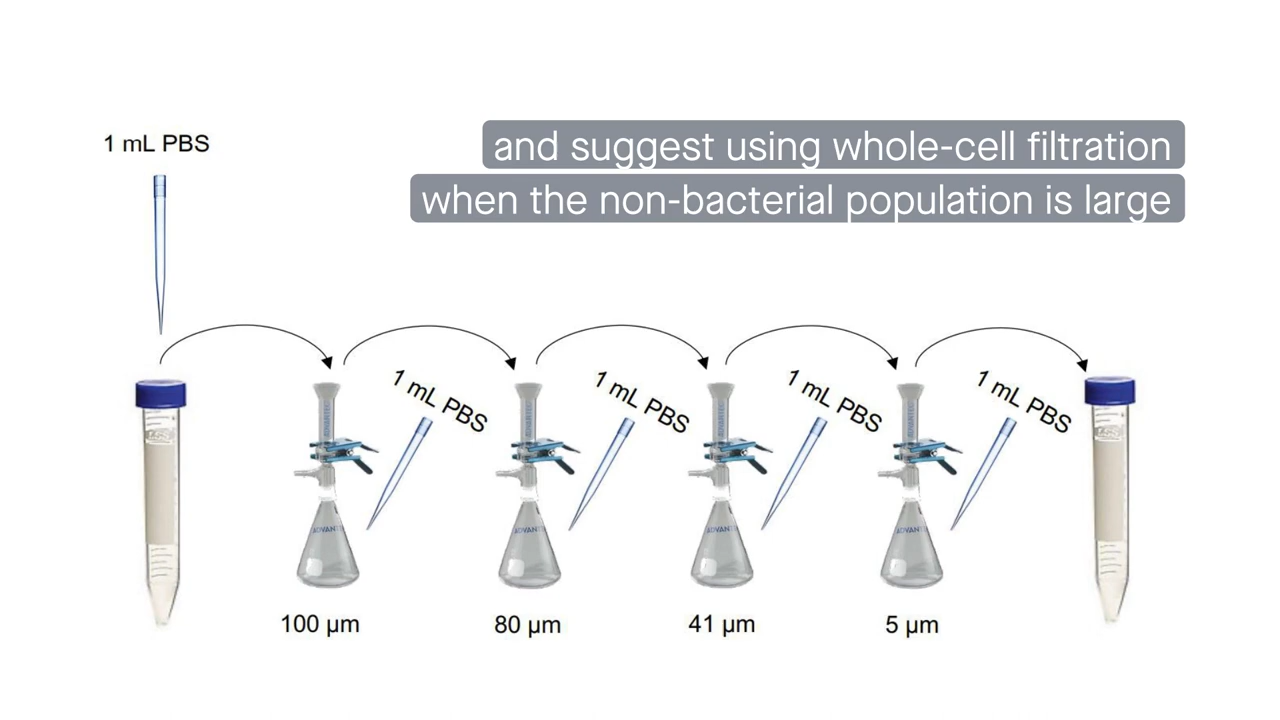 1 mL PBS
and suggest using whole-cell filtration
when the non-bacterial population is large
1 mL PBS
1 mL PBS
1 mL PBS
1 mL PBS
100 µm
80 µm
41 µm
5 µm